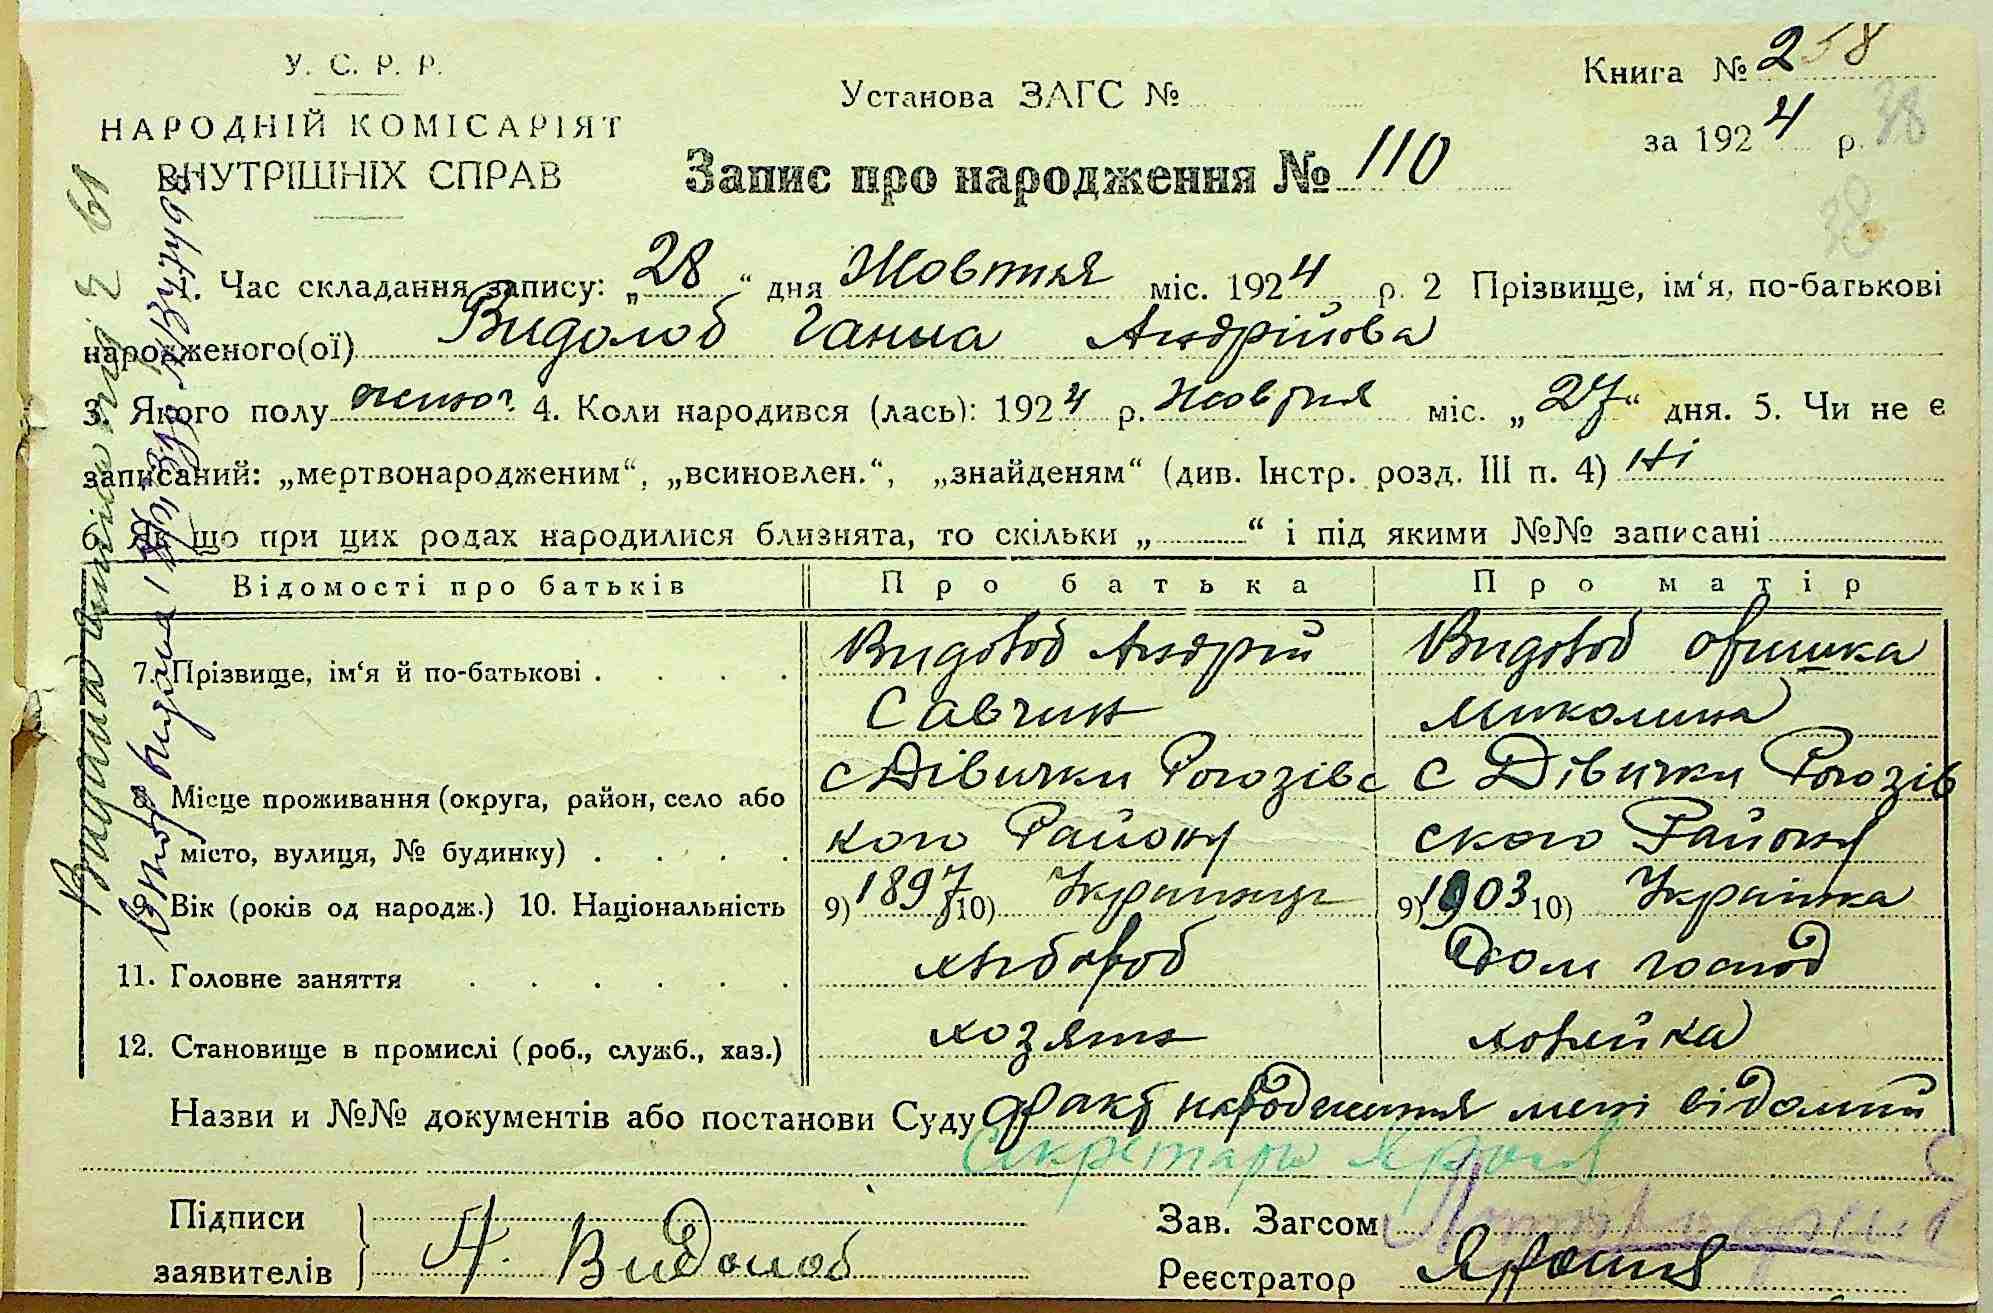 У. С. Р. Р.
НАРОДНІЙ КОМІСАРІЯТ
ВНУТРІШНІХ СПРАВ
Установа ЗАГС №
Книга № 258
за 1924 р.
38
38
Запис про народження № 110
1. Час складання запису: „28“ дня Жовтня міс. 1924 р. 2 Прізвище, ім‘я, по-батькові
народженого(ої) Видолоб Ганна Андрійова
3. Якого полу жіноч. 4. Коли народився (лась): 1924 р. Жовтня міс. „27“ дня. 5. Чи не є
записаний: „мертвонародженим“, „всиновлен.“, „знайденям“ (див. Інстр. розд. III п. 4) Ні
6. Як що при цих родах народилися близнята, то скільки „ “ і під якими №№ записані
Відомості про батьків Про батька Про матір
7. Прізвище, ім‘я й по-батькові Видолоб Андрій Видолоб Оришка
Савчин Миколина
Місце проживання (округа, район, село або с Дівички Рогозівс с Дівички Рогозів
місто, вулиця, № будинку) кого Району ского Району
9. Вік (років од народж.) 10. Національність 9) 1897 10) Українець 9) 1903 10) Українка
11. Головне заняття хлібороб Дом господ
12. Становище в промислі (роб., служб., хаз.) хозяїн хозяйка
Назви и №№ документів або постанови Суду факт народження мені відомий
Секретарь
Підписи
заявителів А. Видолоб
Зав. Загсом
Реєстратор